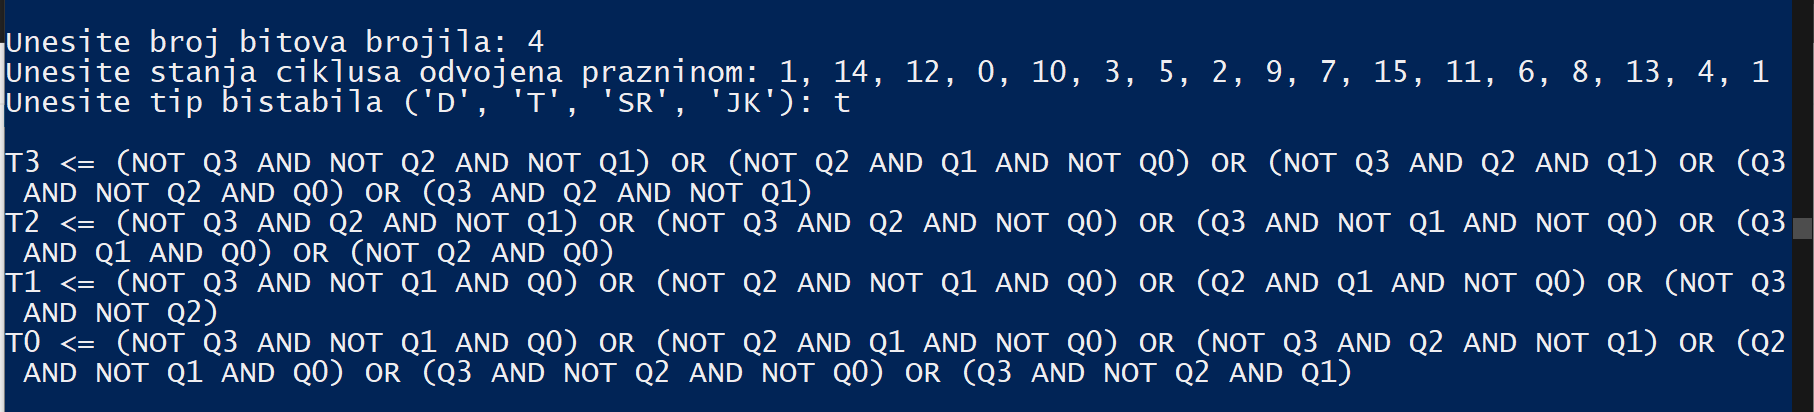 Unesite broj bitova brojila: 4
Unesite stanja ciklusa odvojena prazninom: 1, 14, 12, 0, 10, 3, 5, 2, 9, 7, 15, 11, 6, 8, 13, 4, 1
Unesite tip bistabila ('D', 'T', 'SR', 'JK'): t
T3 <= (NOT Q3 AND NOT Q2 AND NOT Q1) OR (NOT Q2 AND Q1 AND NOT Q0) OR (NOT Q3 AND Q2 AND Q1) OR (Q3
AND NOT Q2 AND Q0) OR (Q3 AND Q2 AND NOT Q1)
T2 <= (NOT Q3 AND Q2 AND NOT Q1) OR (NOT Q3 AND Q2 AND NOT Q0) OR (Q3 AND NOT Q1 AND NOT Q0) OR (Q3
AND Q1 AND Q0) OR (NOT Q2 AND Q0)
T1 <= (NOT Q3 AND NOT Q1 AND Q0) OR (NOT Q2 AND NOT Q1 AND Q0) OR (Q2 AND Q1 AND NOT Q0) OR (NOT Q3
AND NOT Q2)
T0 <= (NOT Q3 AND NOT Q1 AND Q0) OR (NOT Q2 AND Q1 AND NOT Q0) OR (NOT Q3 AND Q2 AND NOT Q1) OR (Q2
AND NOT Q1 AND Q0) OR (Q3 AND NOT Q2 AND NOT Q0) OR (Q3 AND NOT Q2 AND Q1)